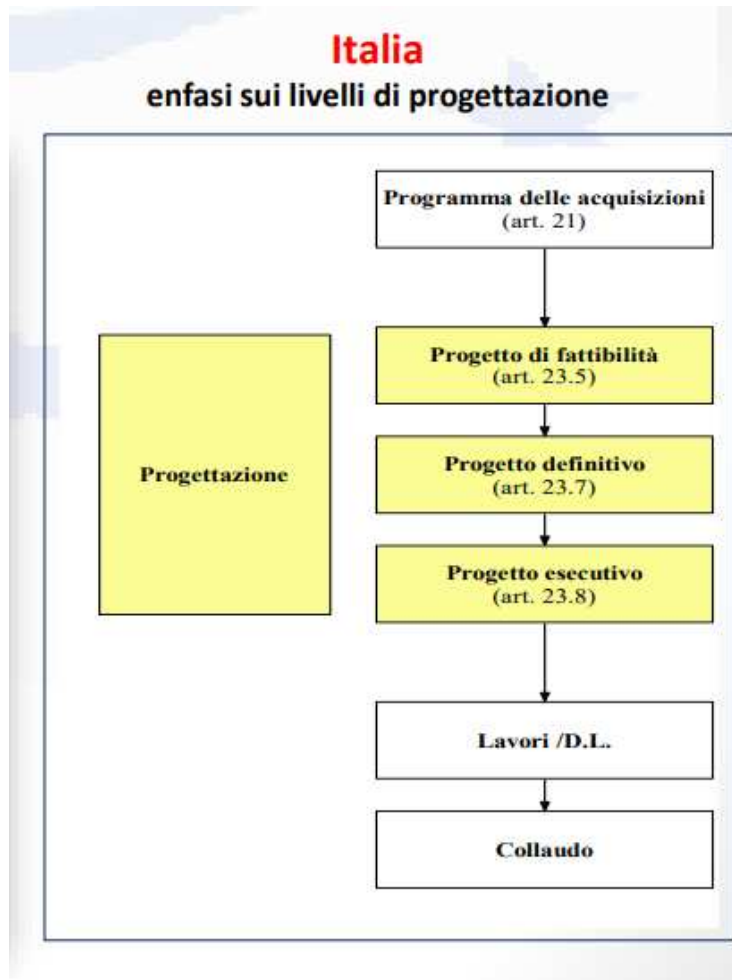 Italia
enfasi sui livelli di progettazione
Programma delle acquisizioni
(art. 21)
Progettazione
Progetto di fattibilità
(art. 23.5)
Progetto definitivo
(art. 23.7)
Progetto esecutivo
(art. 23.8)
Lavori /D.L.
Collaudo